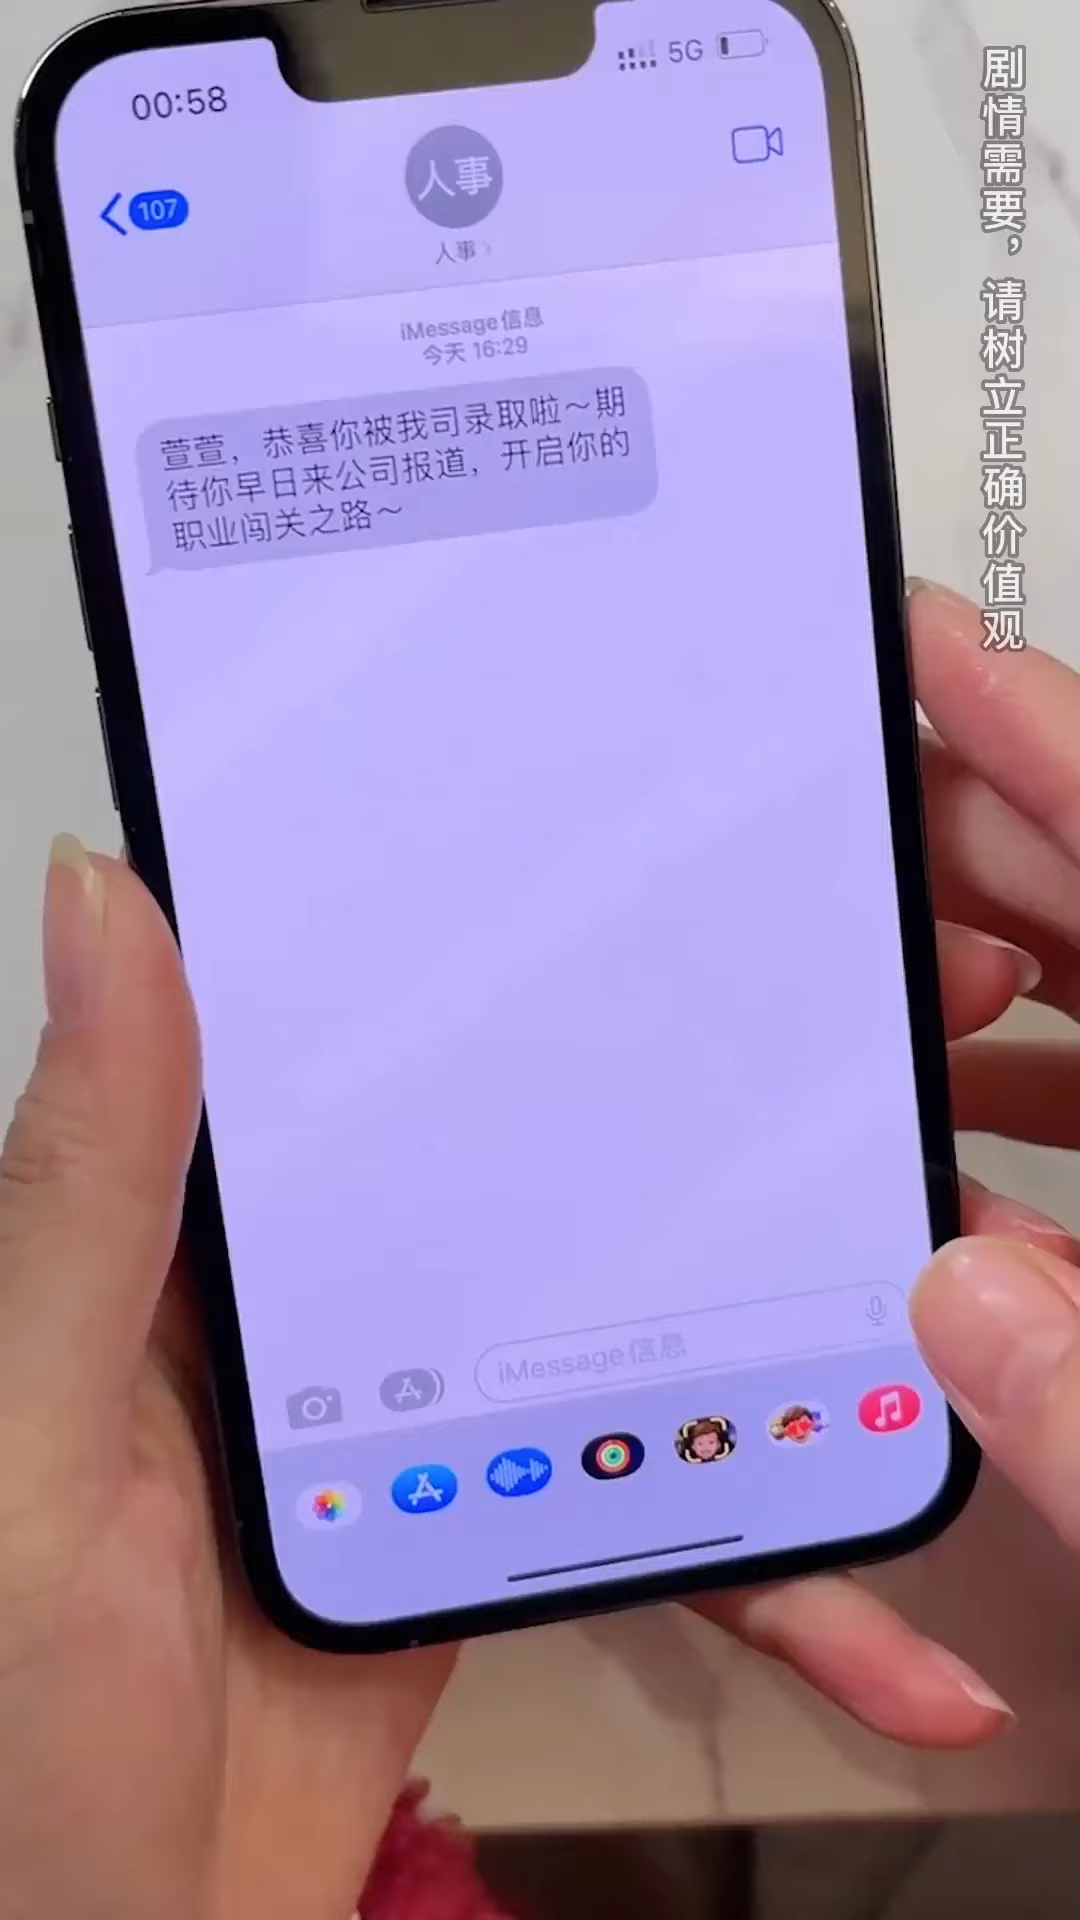 00:58
5G
107
人事
人事
iMessage信息
今天 16:29
萱萱，恭喜你被我司录取啦～期
待你早日来公司报道，开启你的
职业闯关之路～
iMessage信息
剧情需要，请树立正确价值观